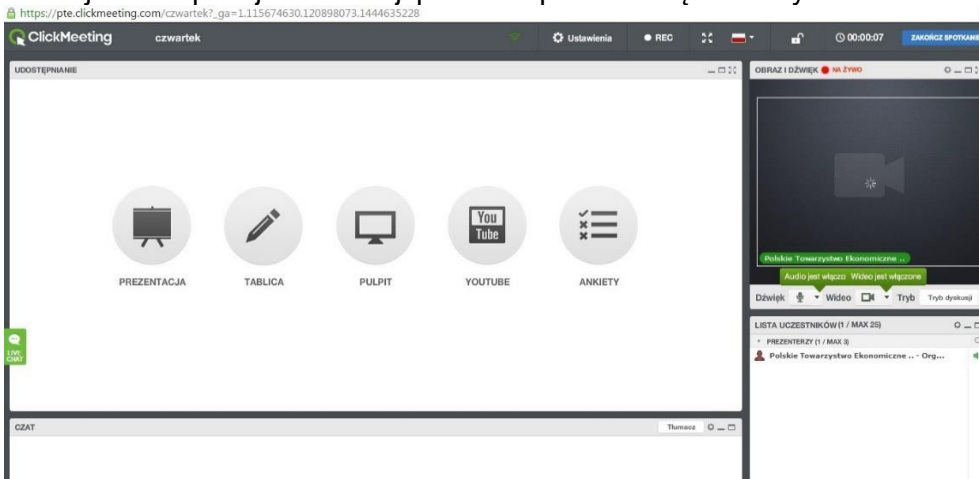 https://pte.clickmeeting.com/czwartek?_ga=1.115674630.120898073.1444635228
ClickMeeting czwartek Ustawienia REC 00:00:07 ZAKOŃCZ SPOTKANIE
UDOSTĘPNIANIE
OBRAZ I DŹWIĘK NA ŻYWO
You
Tube
PREZENTACJA TABLICA PULPIT YOUTUBE ANKIETY
Polskie Towarzystwo Ekonomiczne ..
Audio jest włączo Wideo jest włączone
Dźwięk Wideo Tryb Tryb dyskusji
LISTA UCZESTNIKÓW (1 / MAX 25)
PREZENTERZY (1 / MAX 3)
Polskie Towarzystwo Ekonomiczne .. - Org...
LIVE
CHAT
CZAT Tłumacz